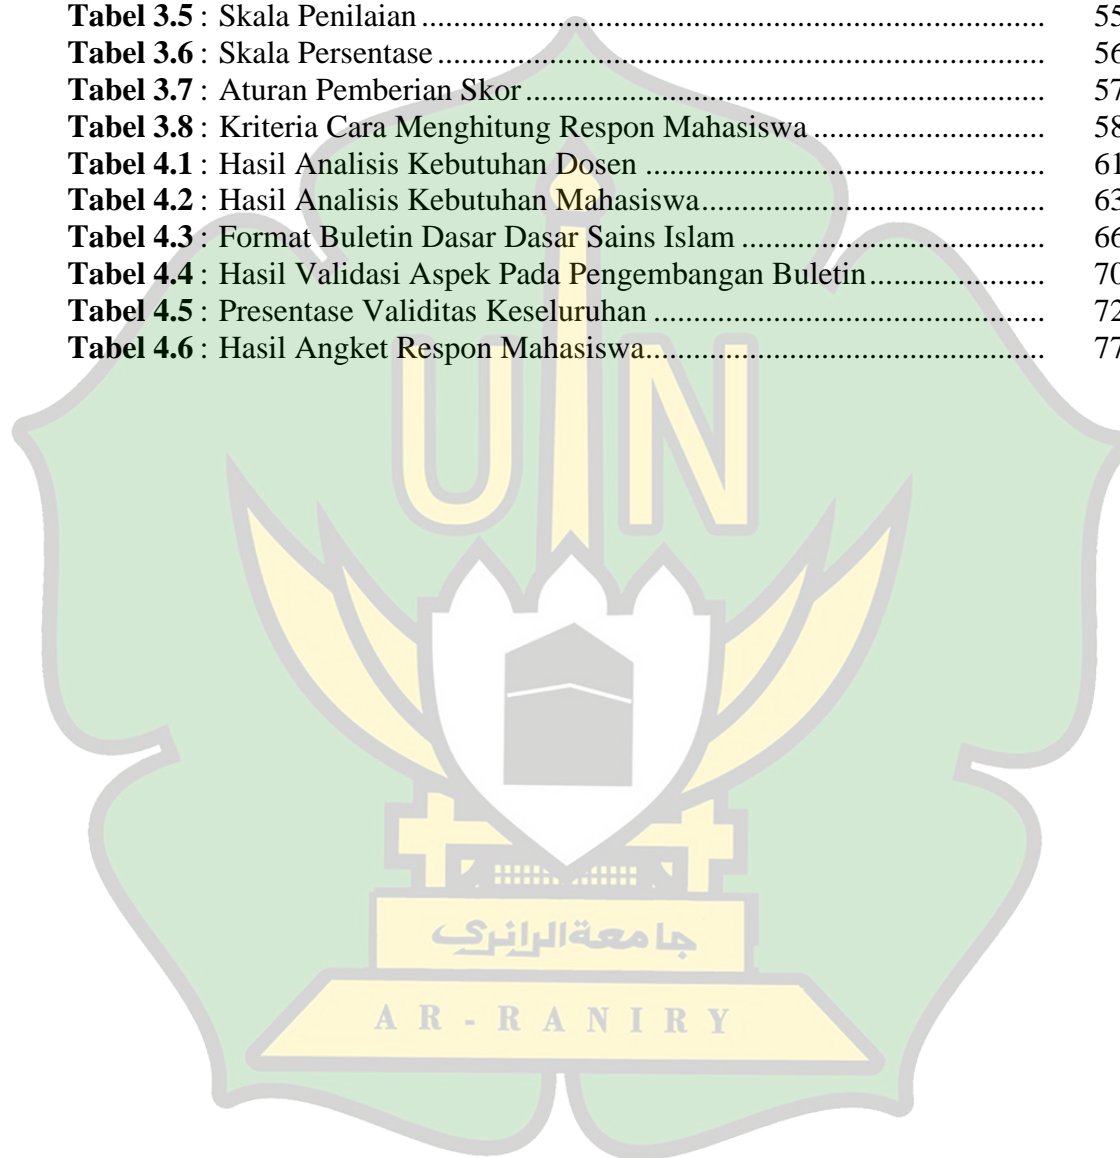 Tabel 3.5 : Skala Penilaian ........................................................................... 55
Tabel 3.6 : Skala Persentase ......................................................................... 56
Tabel 3.7 : Aturan Pemberian Skor .............................................................. 57
Tabel 3.8 : Kriteria Cara Menghitung Respon Mahasiswa ............................ 58
Tabel 4.1 : Hasil Analisis Kebutuhan Dosen ................................................ 61
Tabel 4.2 : Hasil Analisis Kebutuhan Mahasiswa......................................... 63
Tabel 4.3 : Format Buletin Dasar Dasar Sains Islam .................................... 66
Tabel 4.4 : Hasil Validasi Aspek Pada Pengembangan Buletin..................... 70
Tabel 4.5 : Presentase Validitas Keseluruhan ............................................... 72
Tabel 4.6 : Hasil Angket Respon Mahasiswa................................................ 77
UIN
جامعة الرانري
AR-RANIRY